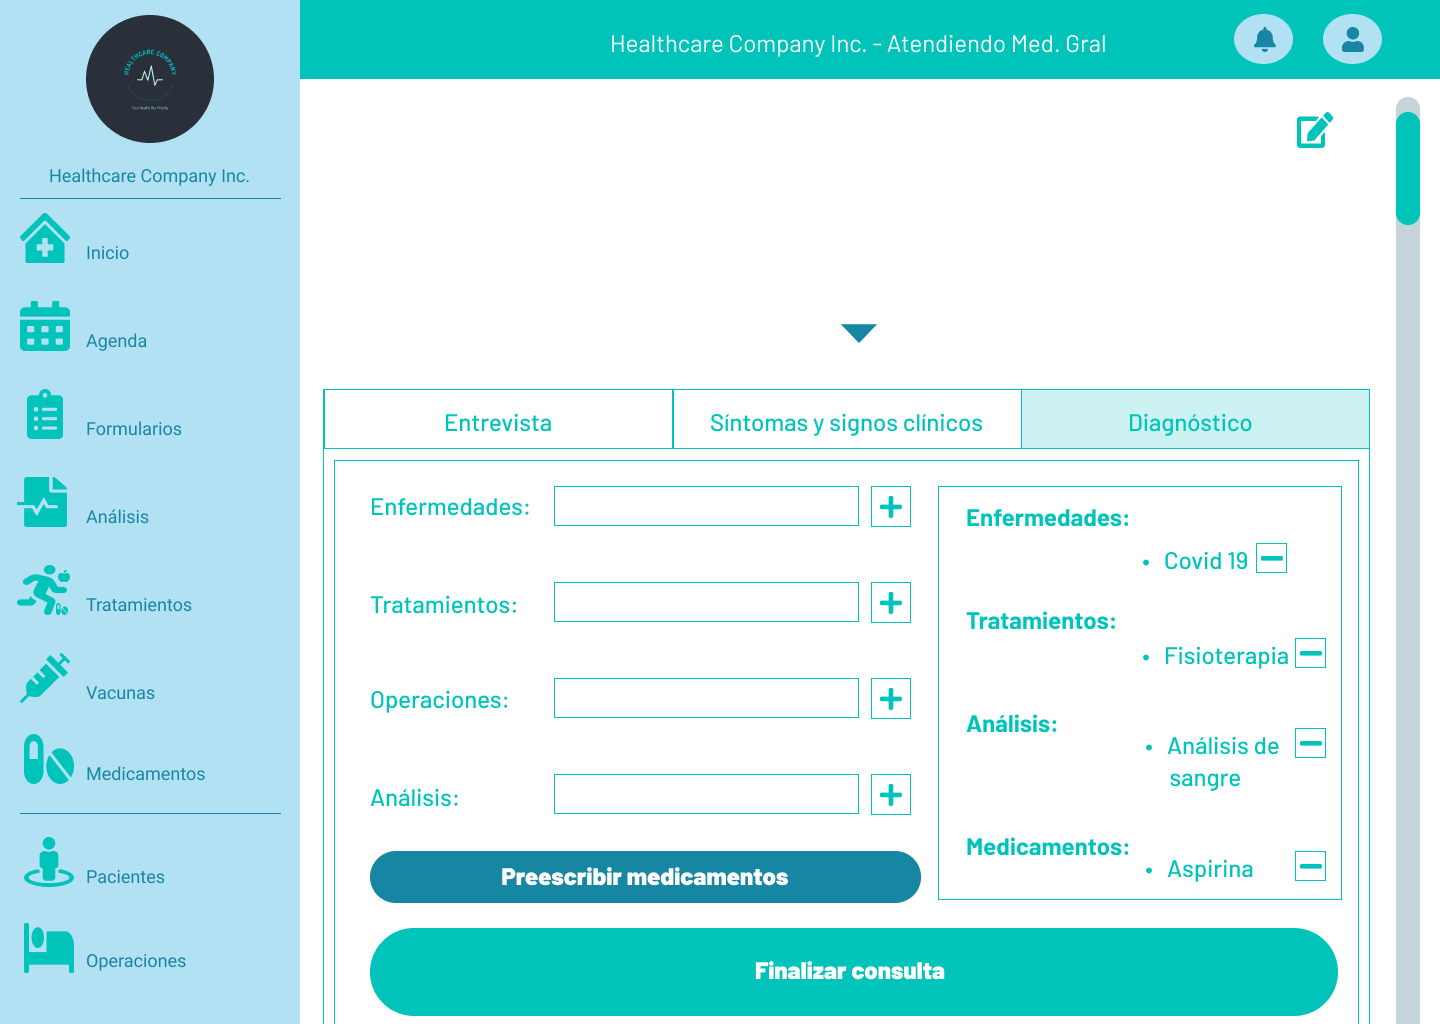 HEALTHCARE COMPANY
Your Health Our Priority
Healthcare Company Inc.
Inicio
Agenda
Formularios
Análisis
Tratamientos
Vacunas
Medicamentos
Pacientes
Operaciones
Healthcare Company Inc. - Atendiendo Med. Gral
Entrevista
Síntomas y signos clínicos
Diagnóstico
Enfermedades:
Tratamientos:
Operaciones:
Análisis:
Preescribir medicamentos
Enfermedades:
• Covid 19
Tratamientos:
• Fisioterapia
Análisis:
• Análisis de
sangre
Medicamentos:
• Aspirina
Finalizar consulta